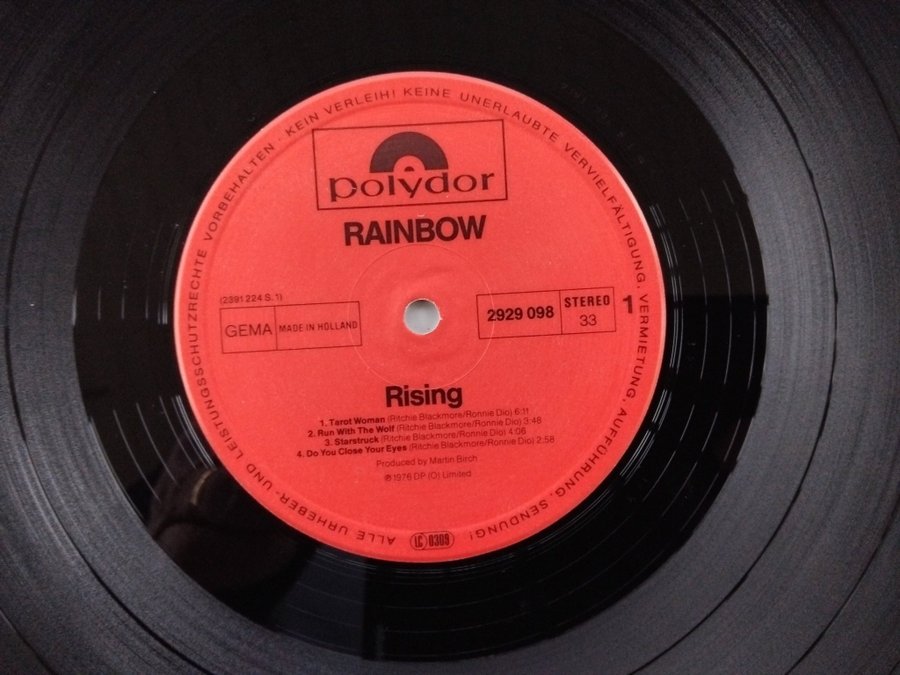 ALLE URHEBER- UND LEISTUNGSSCHUTZRECHTE VORBEHALTEN · KEIN VERLEIH! KEINE UNERLAUBTE VERVIELFÄLTIGUNG, VERMIETUNG, AUFFÜHRUNG, SENDUNG!
polydor
RAINBOW
(2391 224 S. 1)
GEMA MADE IN HOLLAND
2929 098 STEREO 33 1
Rising
1. Tarot Woman (Ritchie Blackmore/Ronnie Dio) 6:11
2. Run With The Wolf (Ritchie Blackmore/Ronnie Dio) 3:48
3. Starstruck (Ritchie Blackmore/Ronnie Dio) 4:06
4. Do You Close Your Eyes (Ritchie Blackmore/Ronnie Dio) 2:58
Produced by Martin Birch
℗ 1976 DP (O) Limited
LC 0309